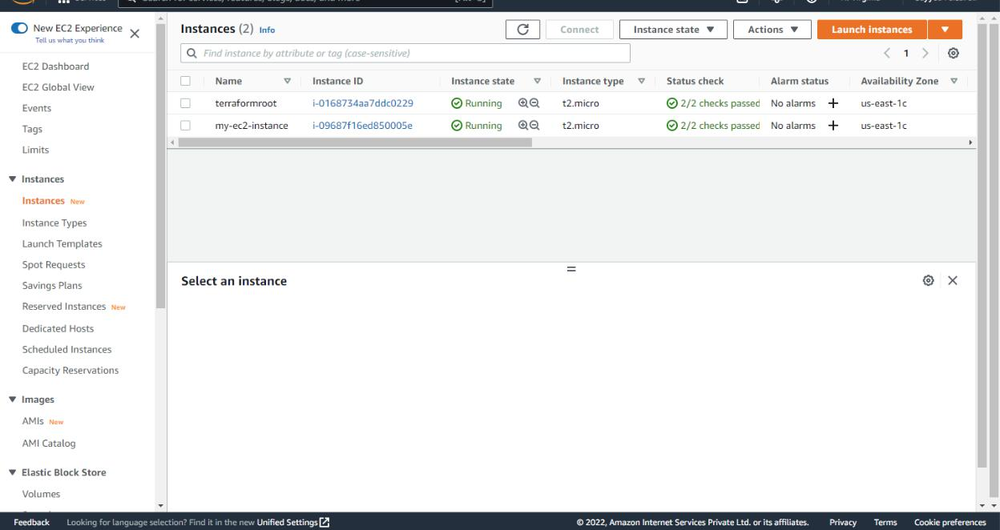 New EC2 Experience
Tell us what you think
EC2 Dashboard
EC2 Global View
Events
Tags
Limits
Instances
Instances New
Instance Types
Launch Templates
Spot Requests
Savings Plans
Reserved Instances New
Dedicated Hosts
Scheduled Instances
Capacity Reservations
Images
AMIs New
AMI Catalog
Elastic Block Store
Volumes
Instances (2) Info
Connect
Instance state
Actions
Launch instances
Find instance by attribute or tag (case-sensitive)
1
Name Instance ID Instance state Instance type Status check Alarm status Availability Zone
terraformroot i-0168734aa7ddc0229 Running t2.micro 2/2 checks passed No alarms + us-east-1c
my-ec2-instance i-09687f16ed850005e Running t2.micro 2/2 checks passed No alarms + us-east-1c
Select an instance
Feedback Looking for language selection? Find it in the new Unified Settings © 2022, Amazon Internet Services Private Ltd. or its affiliates. Privacy Terms Cookie preferences